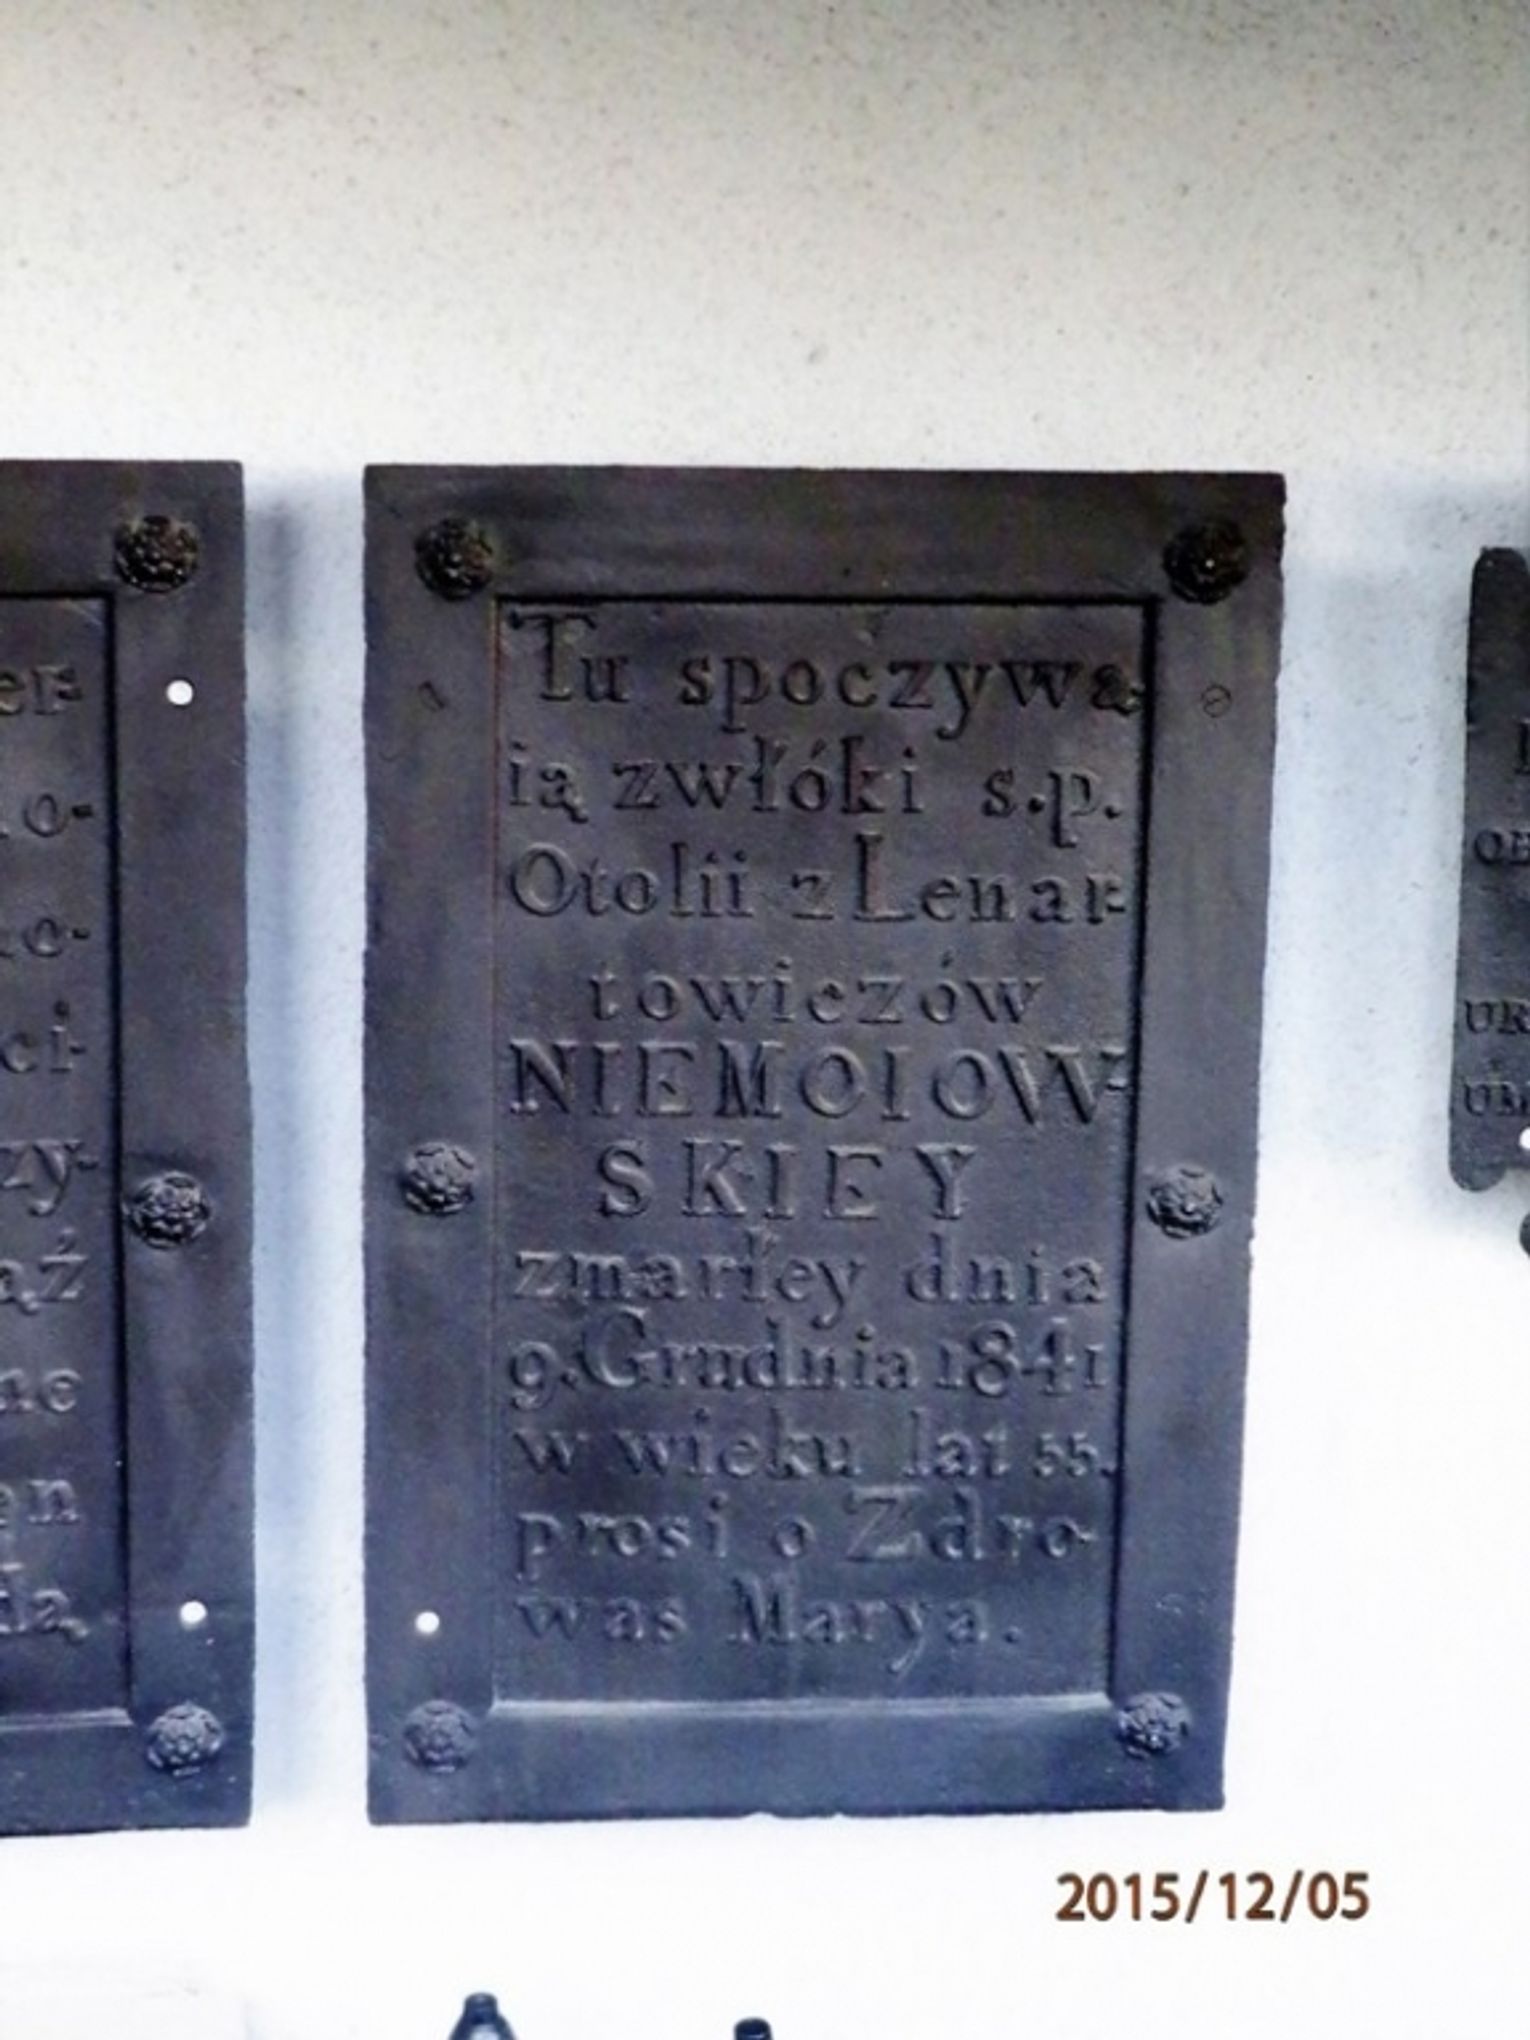 Tu spoczywa-
ią zwłóki s.p.
Otolii z Lenar-
towiczów
NIEMOIOW-
SKIEY
zmarłey dnia
9. Grudnia 1841
w wieku lat 55.
prosi o Zdro-
was Marya.
2015/12/05